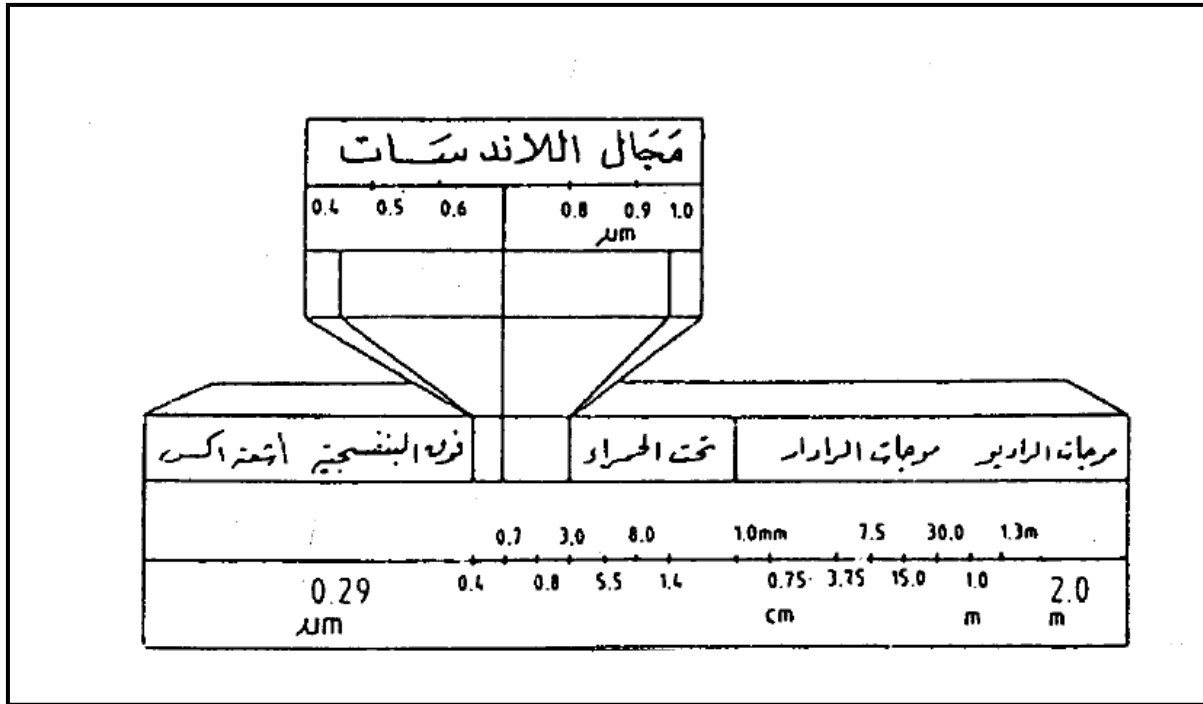 مَجَال اللاندسَات
0.4 0.5 0.6 0.8 0.9 1.0
μm
أشعة اكس فوق البنفسجية تحت الحمراء موجات الرادار موجات الراديو
0.7 3.0 8.0 1.0mm 7.5 30.0 1.3m
0.4 0.8 5.5 1.4 0.75 3.75 15.0 1.0 2.0
0.29
μm cm m m